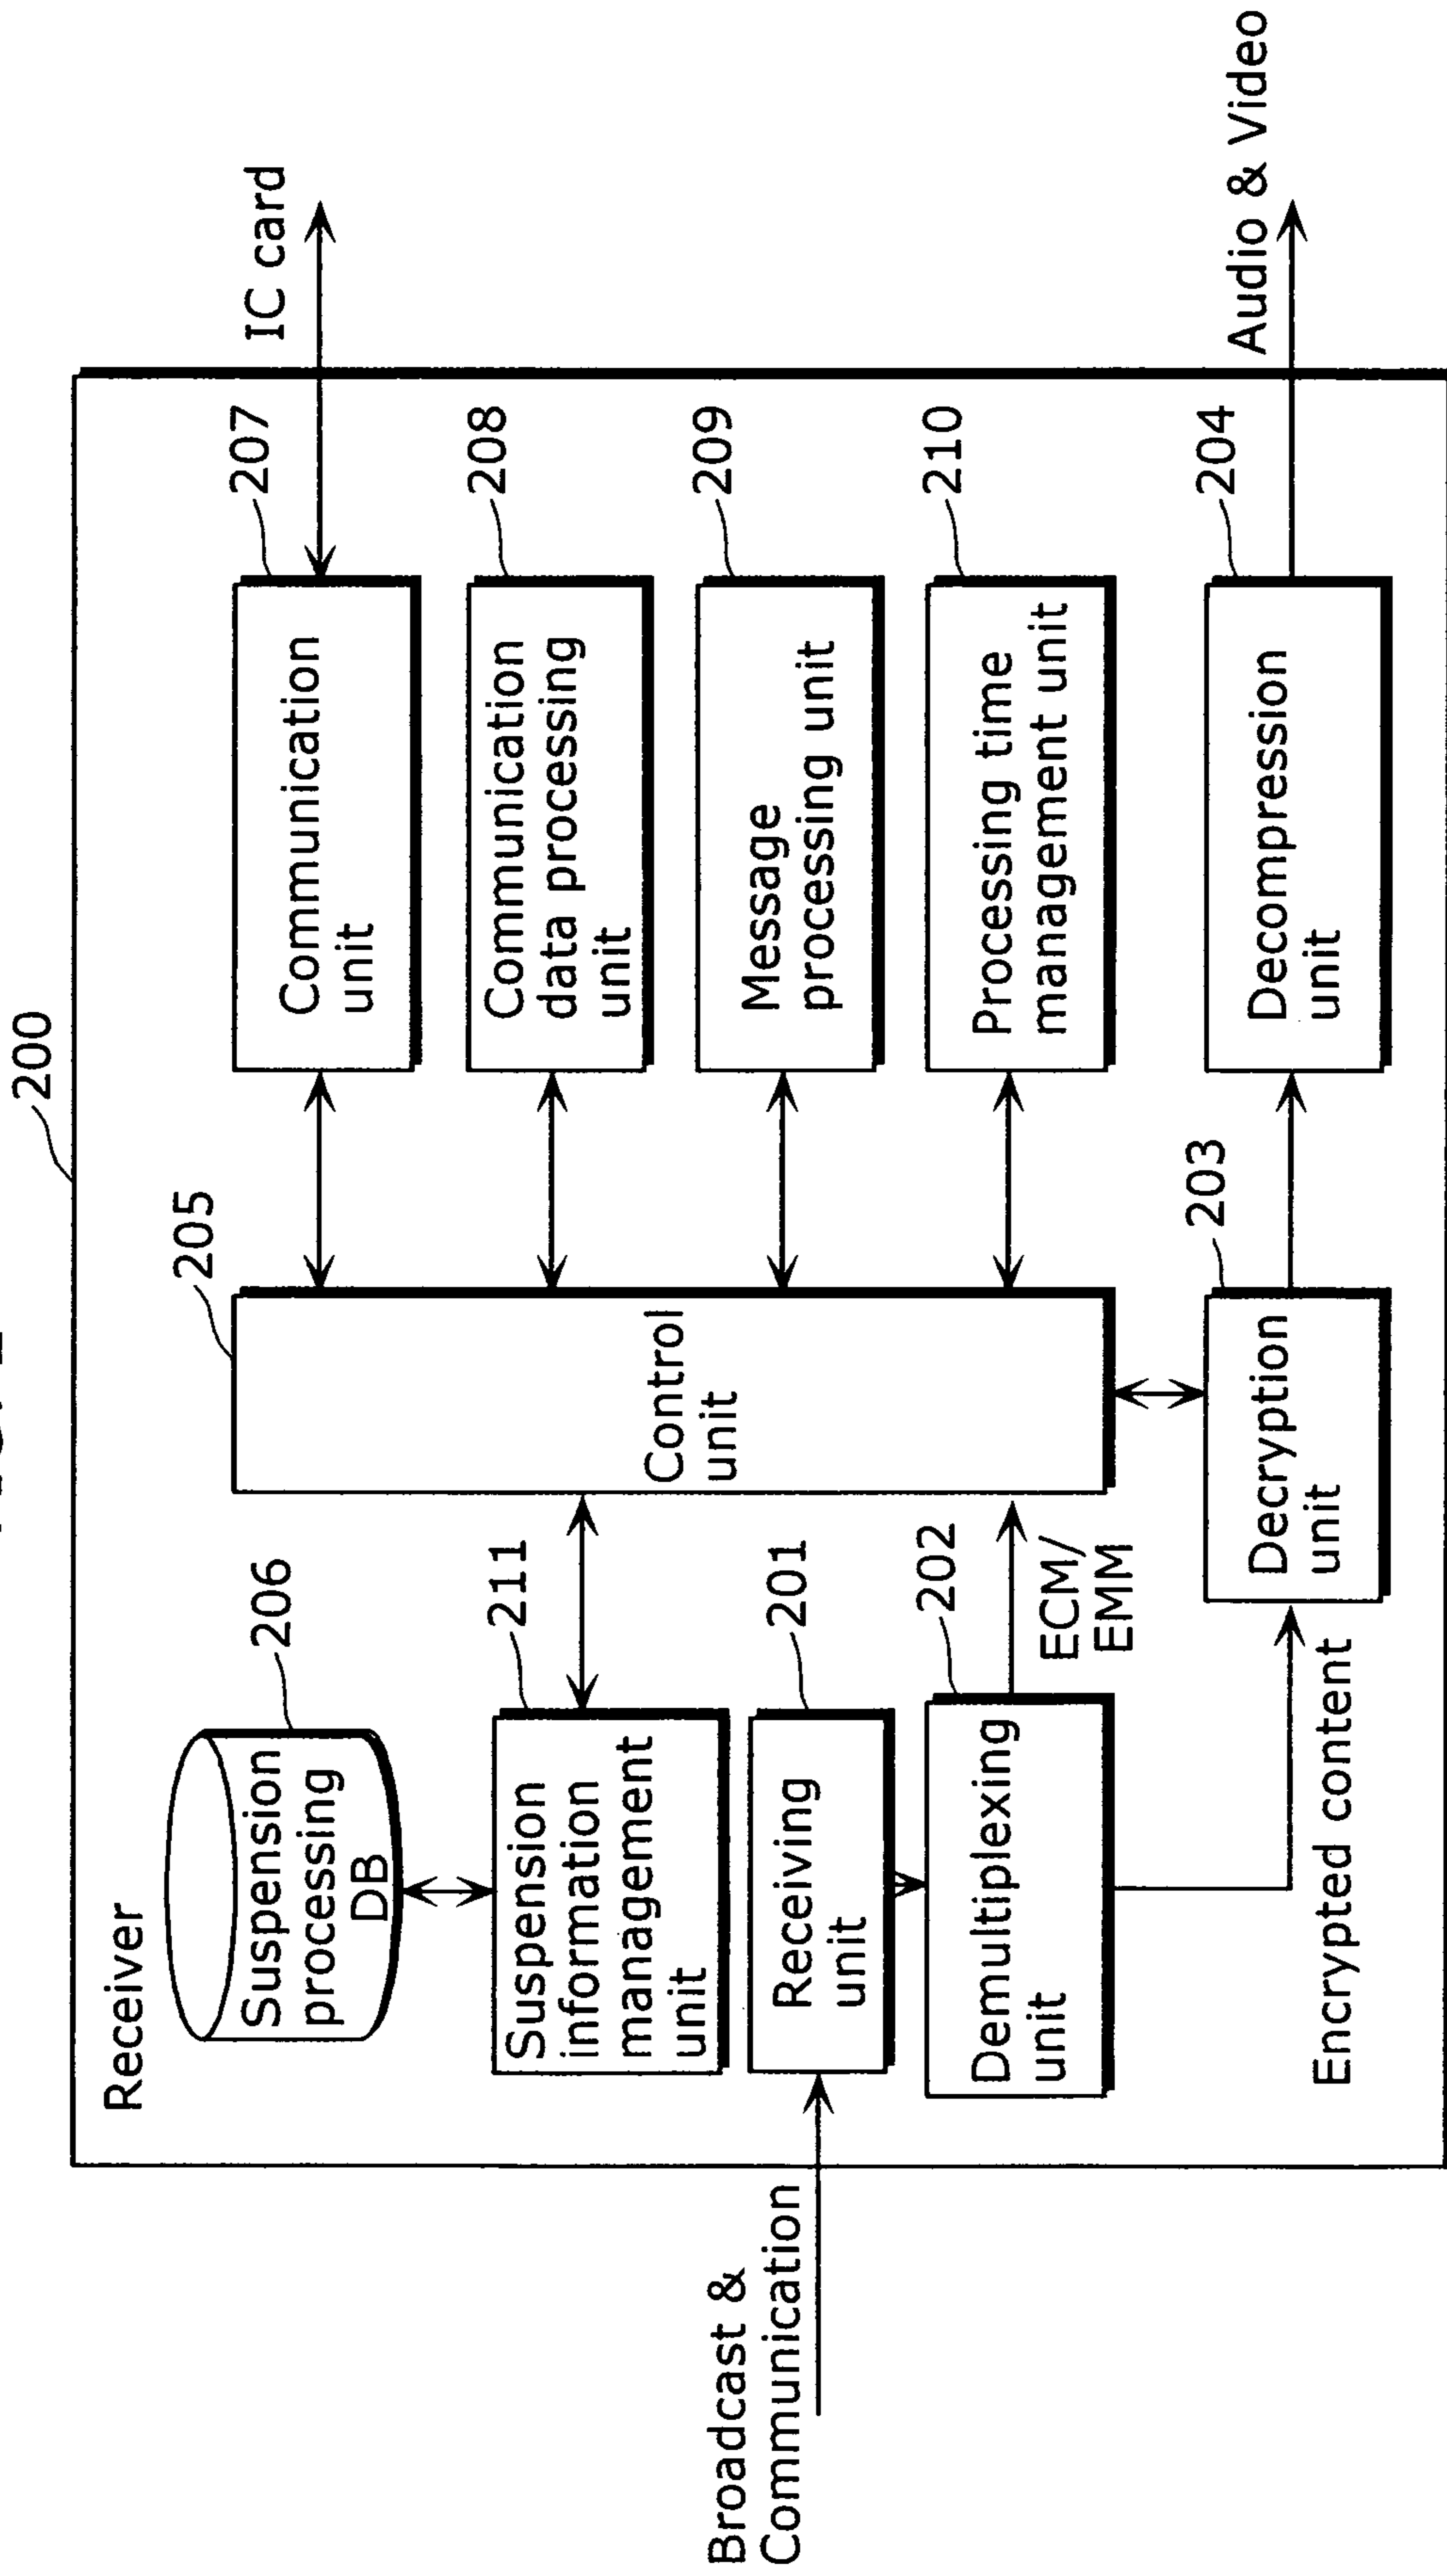 200
Receiver
206
Suspension
processing
DB
211
Suspension
information
management
unit
Broadcast &
Communication
201
Receiving
unit
202
Demultiplexing
unit
ECM/
EMM
Encrypted content
205
Control
unit
203
Decryption
unit
207
Communication
unit
IC card
208
Communication
data processing
unit
209
Message
processing unit
210
Processing time
management unit
204
Decompression
unit
Audio & Video